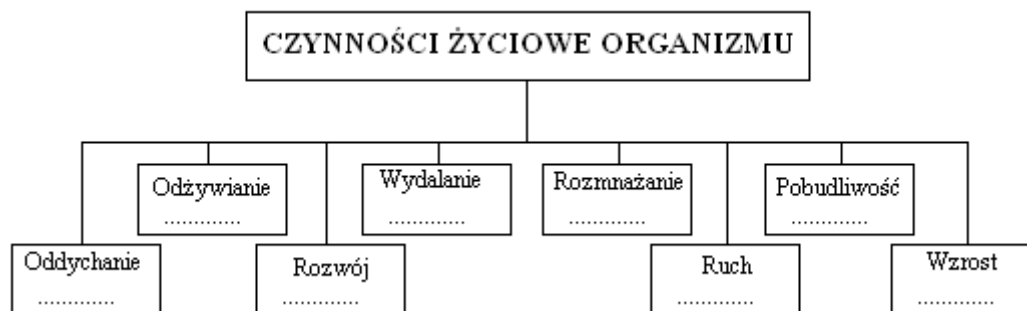 CZYNNOŚCI ŻYCIOWE ORGANIZMU
Odżywianie
.............
Wydalanie
.............
Rozmnażanie
.............
Pobudliwość
.............
Oddychanie
.............
Rozwój
.............
Ruch
.............
Wzrost
.............